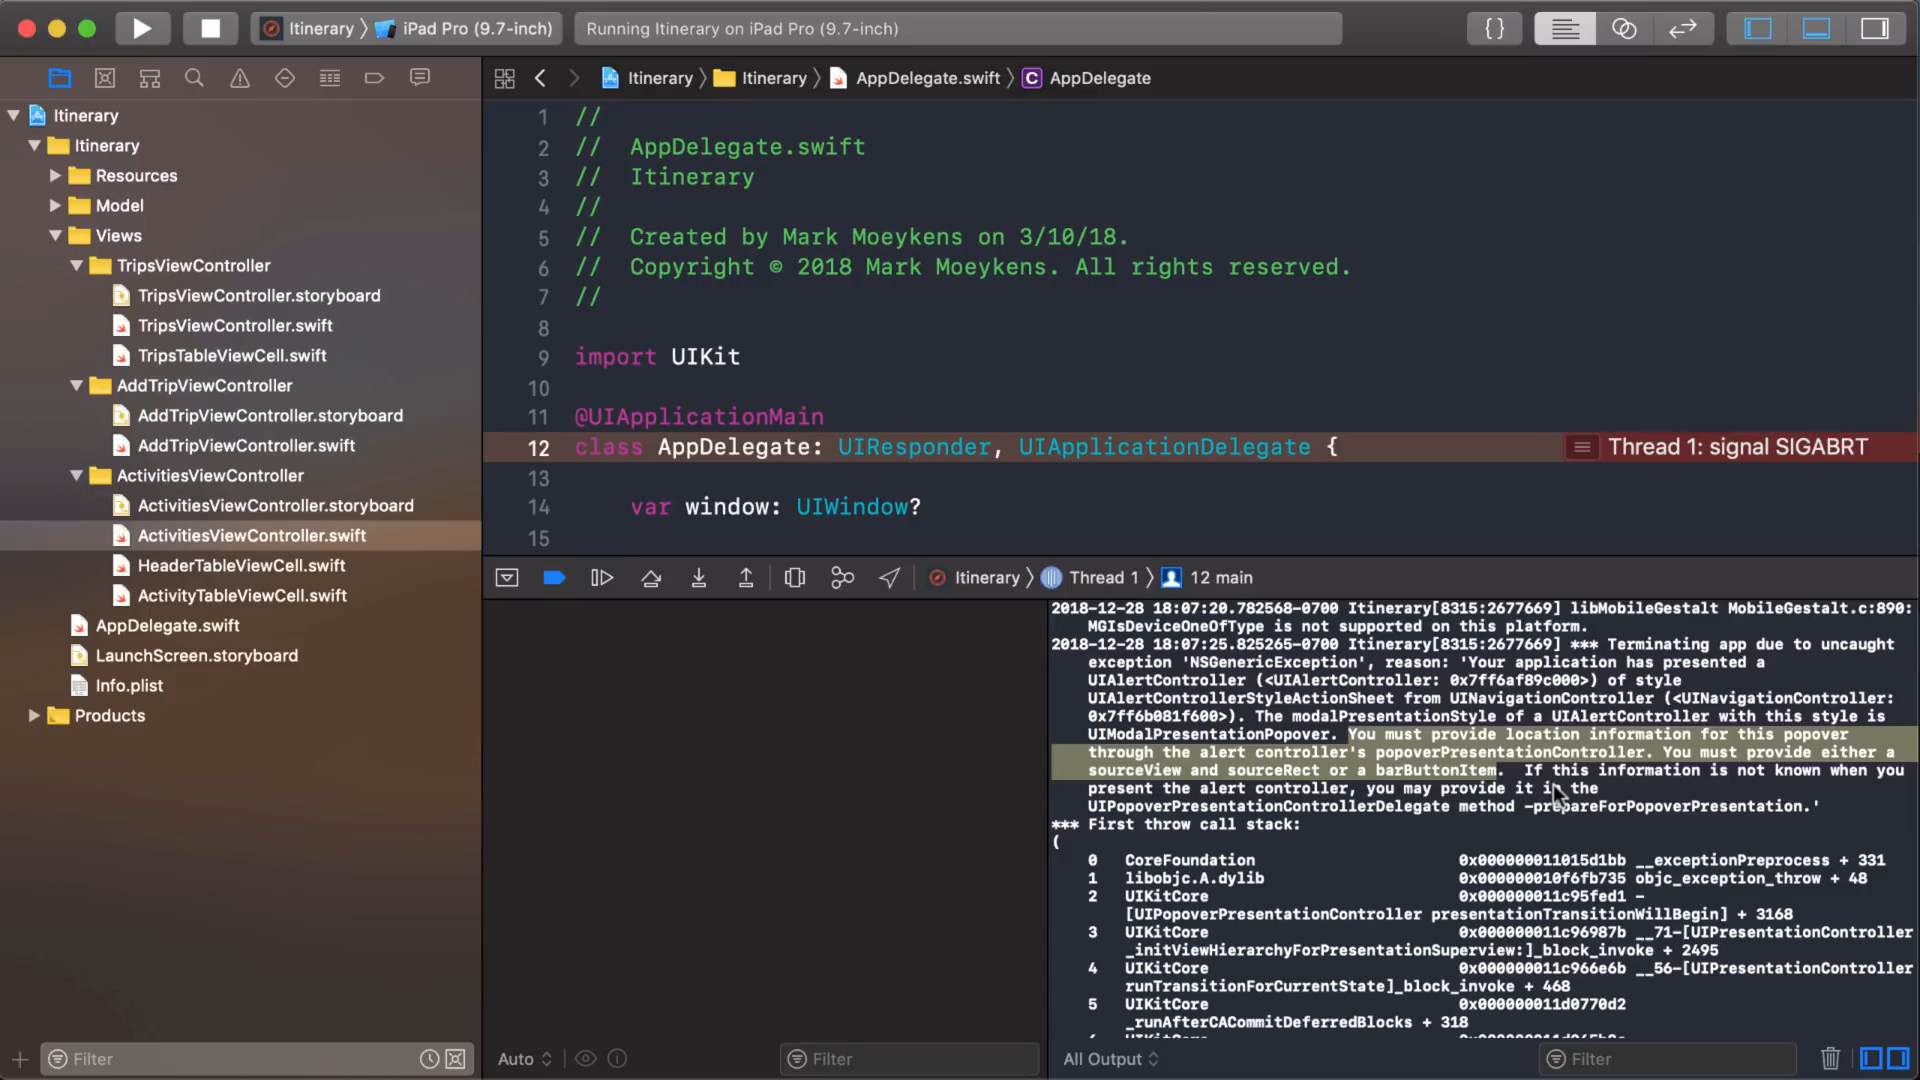 Itinerary
iPad Pro (9.7-inch)
Running Itinerary on iPad Pro (9.7-inch)
{ }
Itinerary
Itinerary
Resources
Model
Views
TripsViewController
TripsViewController.storyboard
TripsViewController.swift
TripsTableViewCell.swift
AddTripViewController
AddTripViewController.storyboard
AddTripViewController.swift
ActivitiesViewController
ActivitiesViewController.storyboard
ActivitiesViewController.swift
HeaderTableViewCell.swift
ActivityTableViewCell.swift
AppDelegate.swift
LaunchScreen.storyboard
Info.plist
Products
Filter
Itinerary
Itinerary
AppDelegate.swift
C AppDelegate
1 //
2 // AppDelegate.swift
3 // Itinerary
4 //
5 // Created by Mark Moeykens on 3/10/18.
6 // Copyright © 2018 Mark Moeykens. All rights reserved.
7 //
8
9 import UIKit
10
11 @UIApplicationMain
12 class AppDelegate: UIResponder, UIApplicationDelegate {
Thread 1: signal SIGABRT
13
14 var window: UIWindow?
15
Itinerary
Thread 1
12 main
2018-12-28 18:07:20.782568-0700 Itinerary[8315:2677669] libMobileGestalt MobileGestalt.c:890:
MGIsDeviceOneOfType is not supported on this platform.
2018-12-28 18:07:25.825265-0700 Itinerary[8315:2677669] *** Terminating app due to uncaught
exception 'NSGenericException', reason: 'Your application has presented a
UIAlertController (<UIAlertController: 0x7ff6af89c000>) of style
UIAlertControllerStyleActionSheet from UINavigationController (<UINavigationController:
0x7ff6b081f600>). The modalPresentationStyle of a UIAlertController with this style is
UIModalPresentationPopover. You must provide location information for this popover
through the alert controller's popoverPresentationController. You must provide either a
sourceView and sourceRect or a barButtonItem. If this information is not known when you
present the alert controller, you may provide it in the
UIPopoverPresentationControllerDelegate method -prepareForPopoverPresentation.'
*** First throw call stack:
(
0 CoreFoundation 0x000000011015d1bb __exceptionPreprocess + 331
1 libobjc.A.dylib 0x000000010f6fb735 objc_exception_throw + 48
2 UIKitCore 0x000000011c95fed1 -
[UIPopoverPresentationController presentationTransitionWillBegin] + 3168
3 UIKitCore 0x000000011c96987b __71-[UIPresentationController
_initViewHierarchyForPresentationSuperview:]_block_invoke + 2495
4 UIKitCore 0x000000011c966e6b __56-[UIPresentationController
runTransitionForCurrentState]_block_invoke + 468
5 UIKitCore 0x000000011d0770d2
_runAfterCACommitDeferredBlocks + 318
Auto
Filter
All Output
Filter